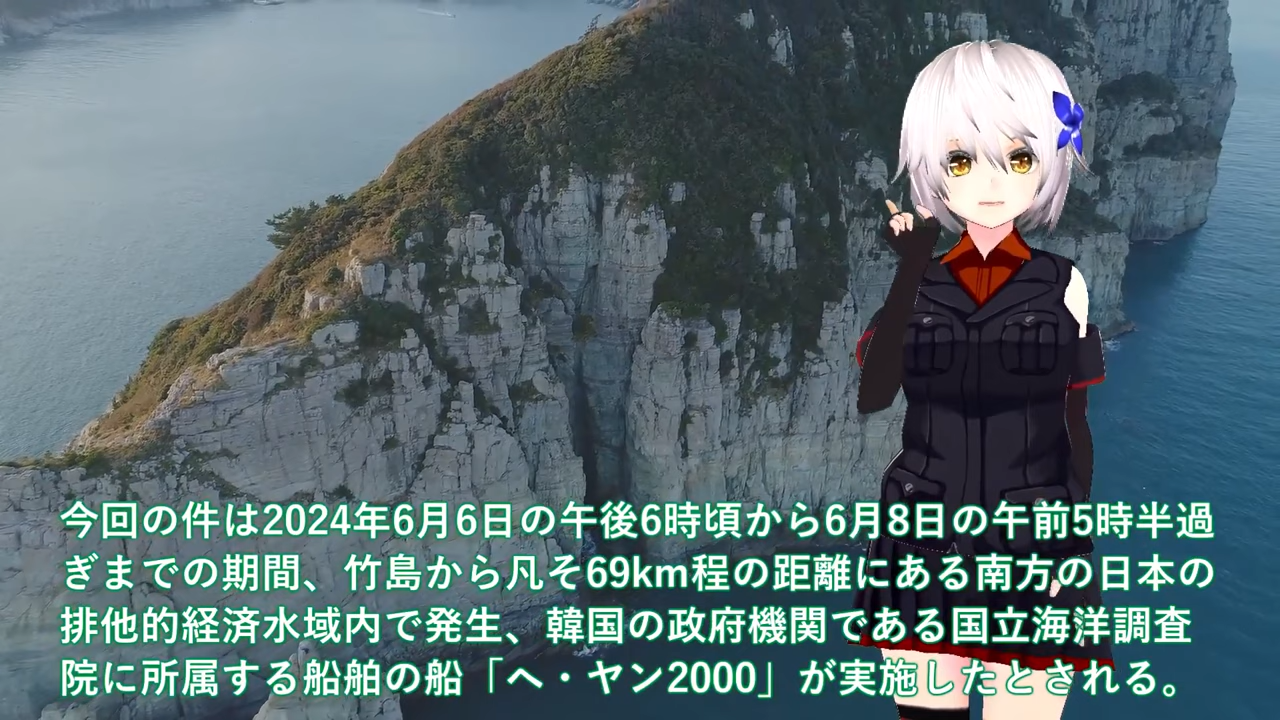 今回の件は2024年6月6日の午後6時頃から6月8日の午前5時半過
ぎまでの期間、竹島から凡そ69km程の距離にある南方の日本の
排他的経済水域内で発生、韓国の政府機関である国立海洋調査
院に所属する船舶の船「ヘ・ヤン2000」が実施したとされる。